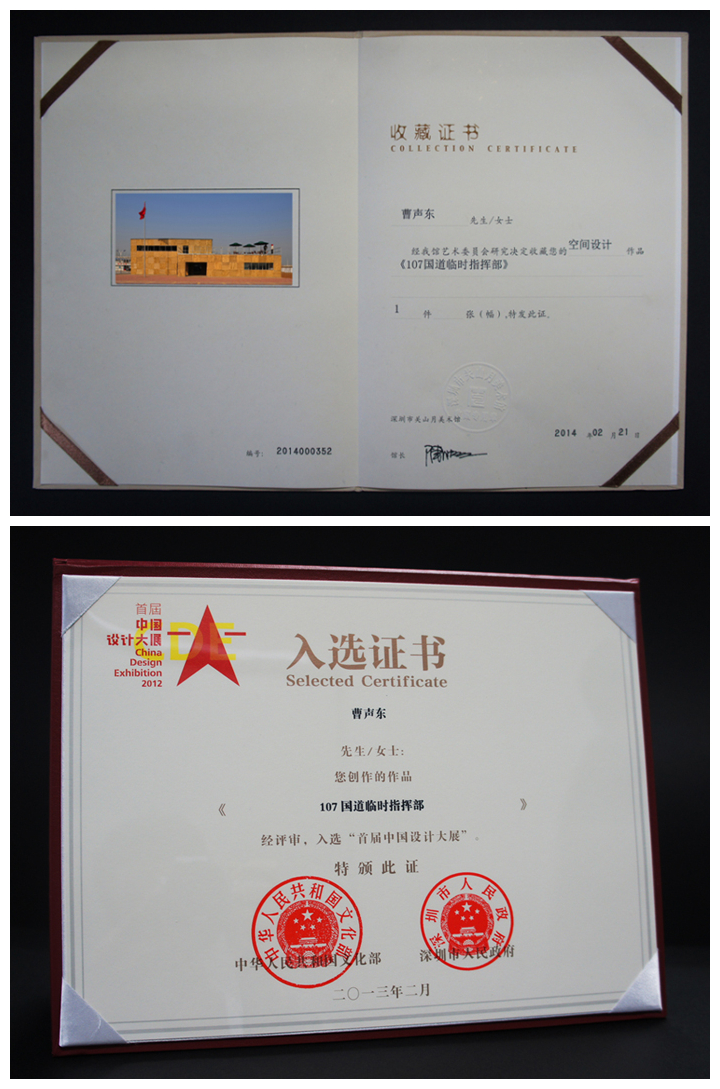 收藏证书
COLLECTION CERTIFICATE
曹声东 先生/女士
经我馆艺术委员会研究决定收藏您的 空间设计 作品
《107国道临时指挥部》
1 件 张(幅),特发此证。
深圳市关山月美术馆
2014 年 02 月 21 日
馆长
编号: 2014000352
首届
中国
设计大展
CDE
China
Design
Exhibition
2012
入选证书
Selected Certificate
曹声东
先生/女士:
您创作的作品
《 107 国道临时指挥部 》
经评审,入选“首届中国设计大展”。
特颁此证
中华人民共和国文化部
深圳市人民政府
中华人民共和国文化部 深圳市人民政府
二〇一三年二月